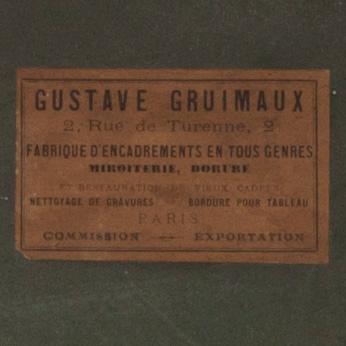 GUSTAVE GRUIMAUX
2, Rue de Turenne, 2
FABRIQUE D'ENCADREMENTS EN TOUS GENRES
MIROITERIE, DORURE
ET RESTAURATION DE VIEUX CADRES
NETTOYAGE DE GRAVURES BORDURE POUR TABLEAU
PARIS
COMMISSION — EXPORTATION